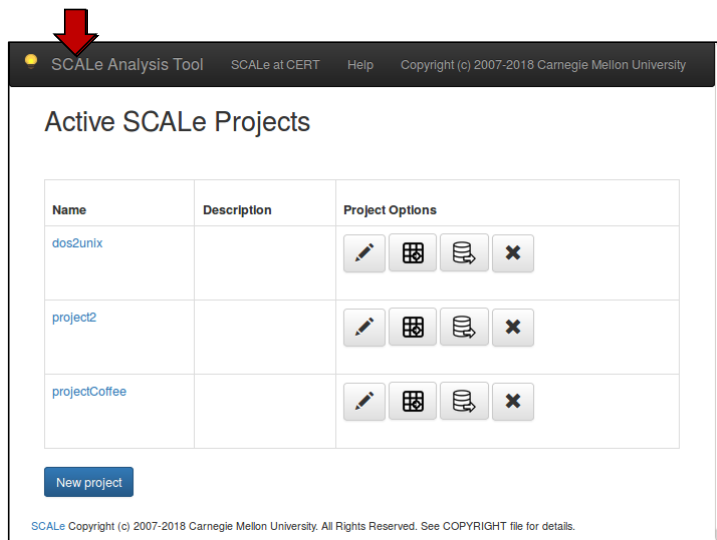 SCALe Analysis Tool SCALe at CERT Help Copyright (c) 2007-2018 Carnegie Mellon University
Active SCALe Projects
Name Description Project Options
dos2unix
project2
projectCoffee
New project
SCALe Copyright (c) 2007-2018 Carnegie Mellon University. All Rights Reserved. See COPYRIGHT file for details.